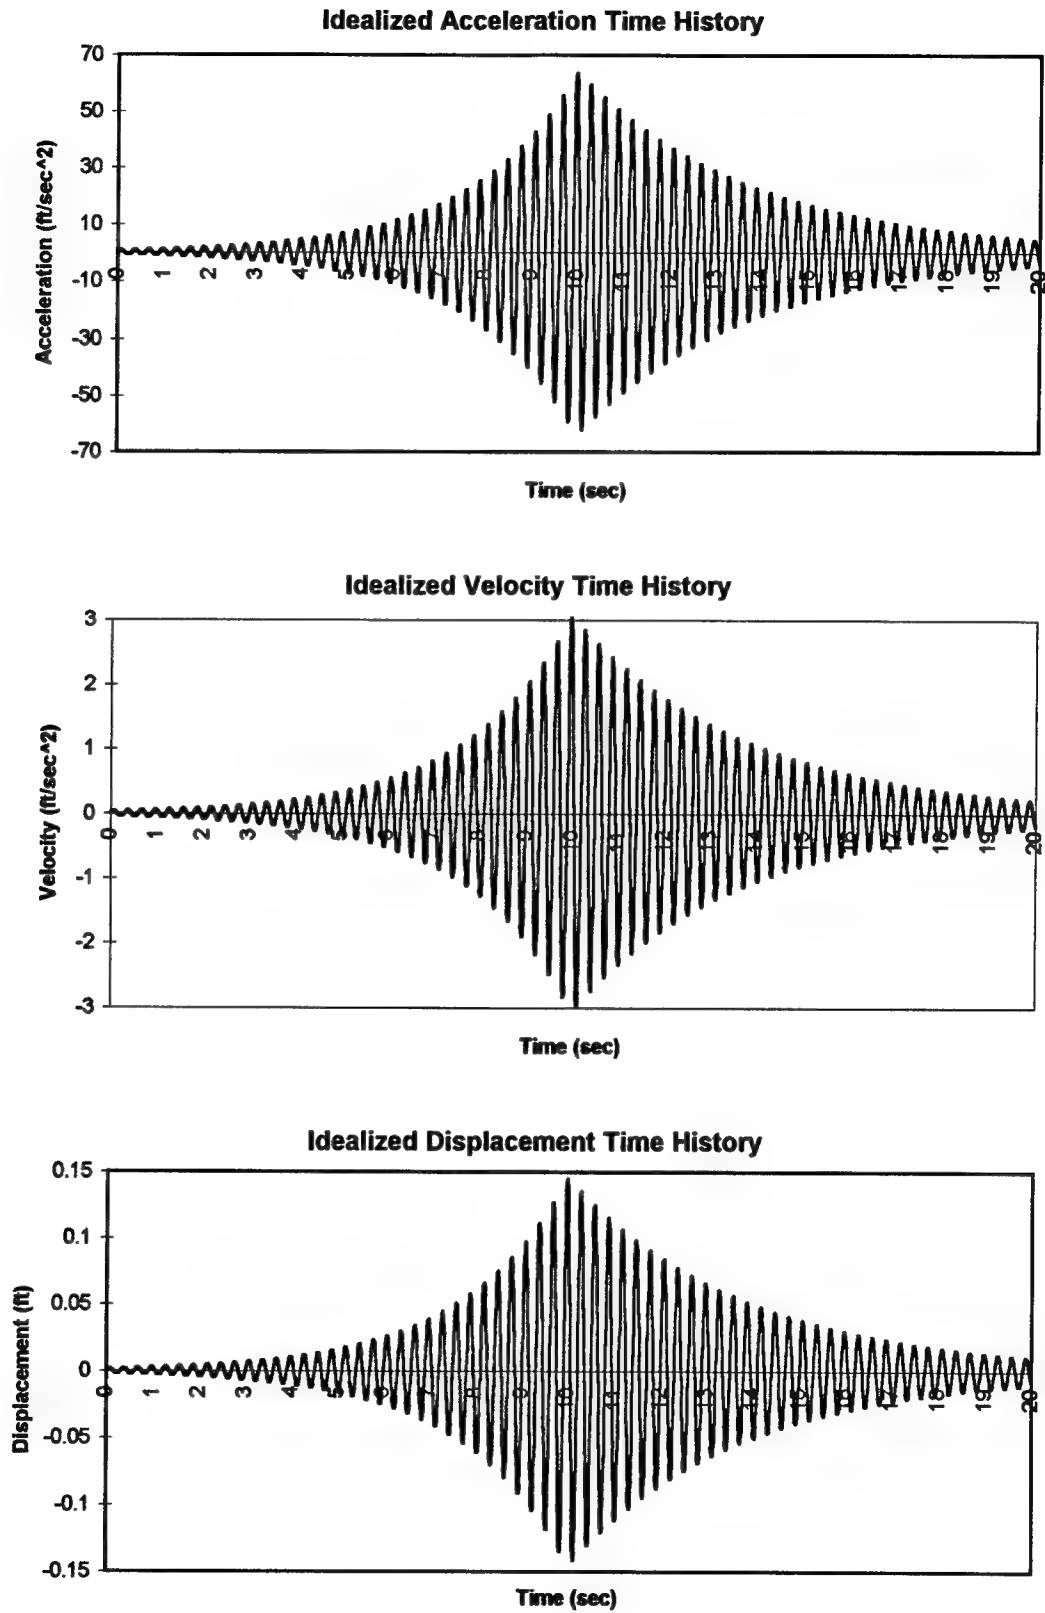 Idealized Acceleration Time History
70
50
30
10
-10
-30
-50
-70
Acceleration (ft/sec^2)
0 1 2 3 4 5 6 7 8 9 10 11 12 13 14 15 16 17 18 19 20
Time (sec)
Idealized Velocity Time History
3
2
1
0
-1
-2
-3
Velocity (ft/sec^2)
0 1 2 3 4 5 6 7 8 9 10 11 12 13 14 15 16 17 18 19 20
Time (sec)
Idealized Displacement Time History
0.15
0.1
0.05
0
-0.05
-0.1
-0.15
Displacement (ft)
0 1 2 3 4 5 6 7 8 9 10 11 12 13 14 15 16 17 18 19 20
Time (sec)